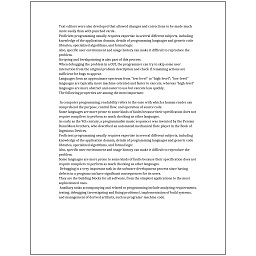 Text editors were also developed that allowed changes and corrections to be made much
more easily than with punched cards.
Proficient programming usually requires expertise in several different subjects, including
knowledge of the application domain, details of programming languages and generic code
libraries, specialized algorithms, and formal logic.
Also, specific user environment and usage history can make it difficult to reproduce the
problem.
Scripting and breakpointing is also part of this process.
When debugging the problem in a GUI, the programmer can try to skip some user
interaction from the original problem description and check if remaining actions are
sufficient for bugs to appear.
Languages form an approximate spectrum from "low-level" to "high-level"; "low-level"
languages are typically more machine-oriented and faster to execute, whereas "high-level"
languages are more abstract and easier to use but execute less quickly.
The following properties are among the most important:
In computer programming, readability refers to the ease with which a human reader can
comprehend the purpose, control flow, and operation of source code.
Some languages are more prone to some kinds of faults because their specification does not
require compilers to perform as much checking as other languages.
As early as the 9th century, a programmable music sequencer was invented by the Persian
Banu Musa brothers, who described an automated mechanical flute player in the Book of
Ingenious Devices.
Proficient programming usually requires expertise in several different subjects, including
knowledge of the application domain, details of programming languages and generic code
libraries, specialized algorithms, and formal logic.
Also, specific user environment and usage history can make it difficult to reproduce the
problem.
Some languages are more prone to some kinds of faults because their specification does not
require compilers to perform as much checking as other languages.
Debugging is a very important task in the software development process since having
defects in a program can have significant consequences for its users.
They are the building blocks for all software, from the simplest applications to the most
sophisticated ones.
Auxiliary tasks accompanying and related to programming include analyzing requirements,
testing, debugging (investigating and fixing problems), implementation of build systems,
and management of derived artifacts, such as programs' machine code.